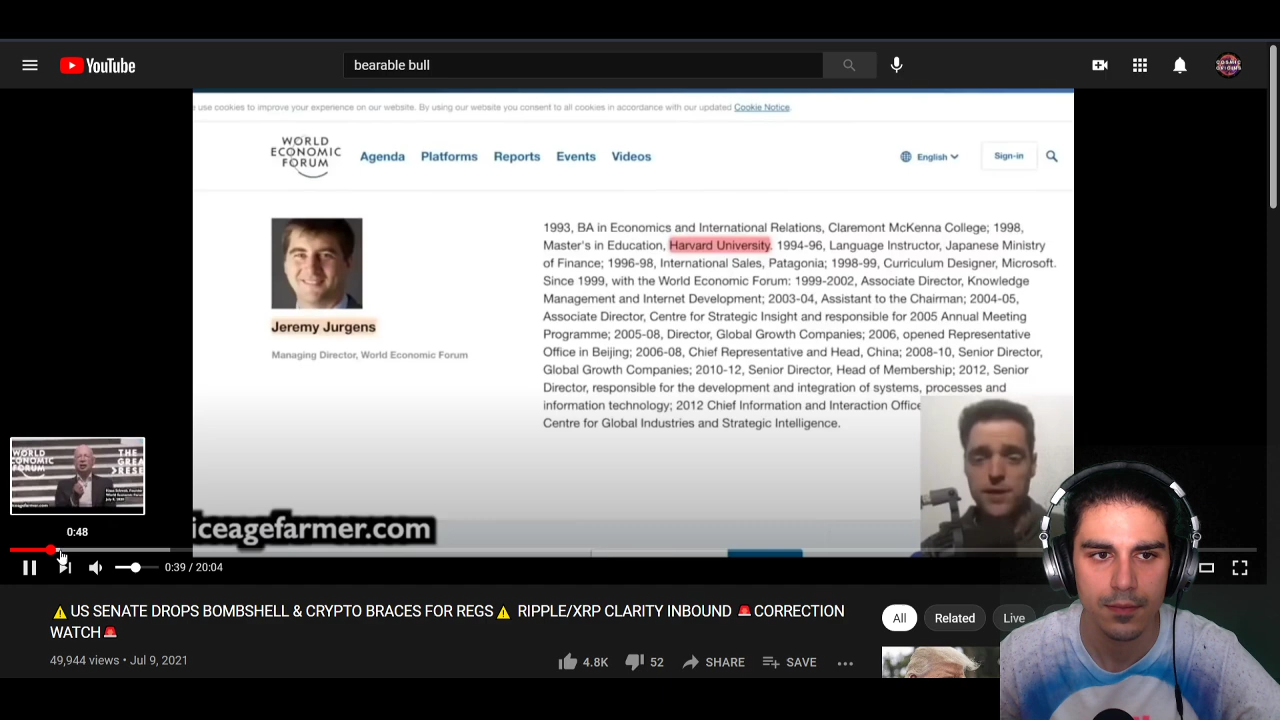 YouTube
bearable bull
COSMIC
ORIGINS
use cookies to improve your experience on our website. By using our website you consent to all cookies in accordance with our updated Cookie Notice.
WORLD
ECONOMIC
FORUM
Agenda
Platforms
Reports
Events
Videos
English
Sign-in
1993, BA in Economics and International Relations, Claremont McKenna College; 1998,
Master's in Education, Harvard University. 1994-96, Language Instructor, Japanese Ministry
of Finance; 1996-98, International Sales, Patagonia; 1998-99, Curriculum Designer, Microsoft.
Since 1999, with the World Economic Forum: 1999-2002, Associate Director, Knowledge
Management and Internet Development; 2003-04, Assistant to the Chairman; 2004-05,
Associate Director, Centre for Strategic Insight and responsible for 2005 Annual Meeting
Programme; 2005-08, Director, Global Growth Companies; 2006, opened Representative
Office in Beijing; 2006-08, Chief Representative and Head, China; 2008-10, Senior Director,
Global Growth Companies; 2010-12, Senior Director, Head of Membership; 2012, Senior
Director, responsible for the development and integration of systems, processes and
information technology; 2012 Chief Information and Interaction Office
Centre for Global Industries and Strategic Intelligence.
Jeremy Jurgens
Managing Director, World Economic Forum
WORLD
ECONOMIC
FORUM
THE
GREA
RESE
0:48
iceagefarmer.com
0:39 / 20:04
⚠US SENATE DROPS BOMBSHELL & CRYPTO BRACES FOR REGS⚠ RIPPLE/XRP CLARITY INBOUND 🚨CORRECTION
WATCH🚨
49,944 views • Jul 9, 2021
4.8K
52
SHARE
SAVE
All
Related
Live